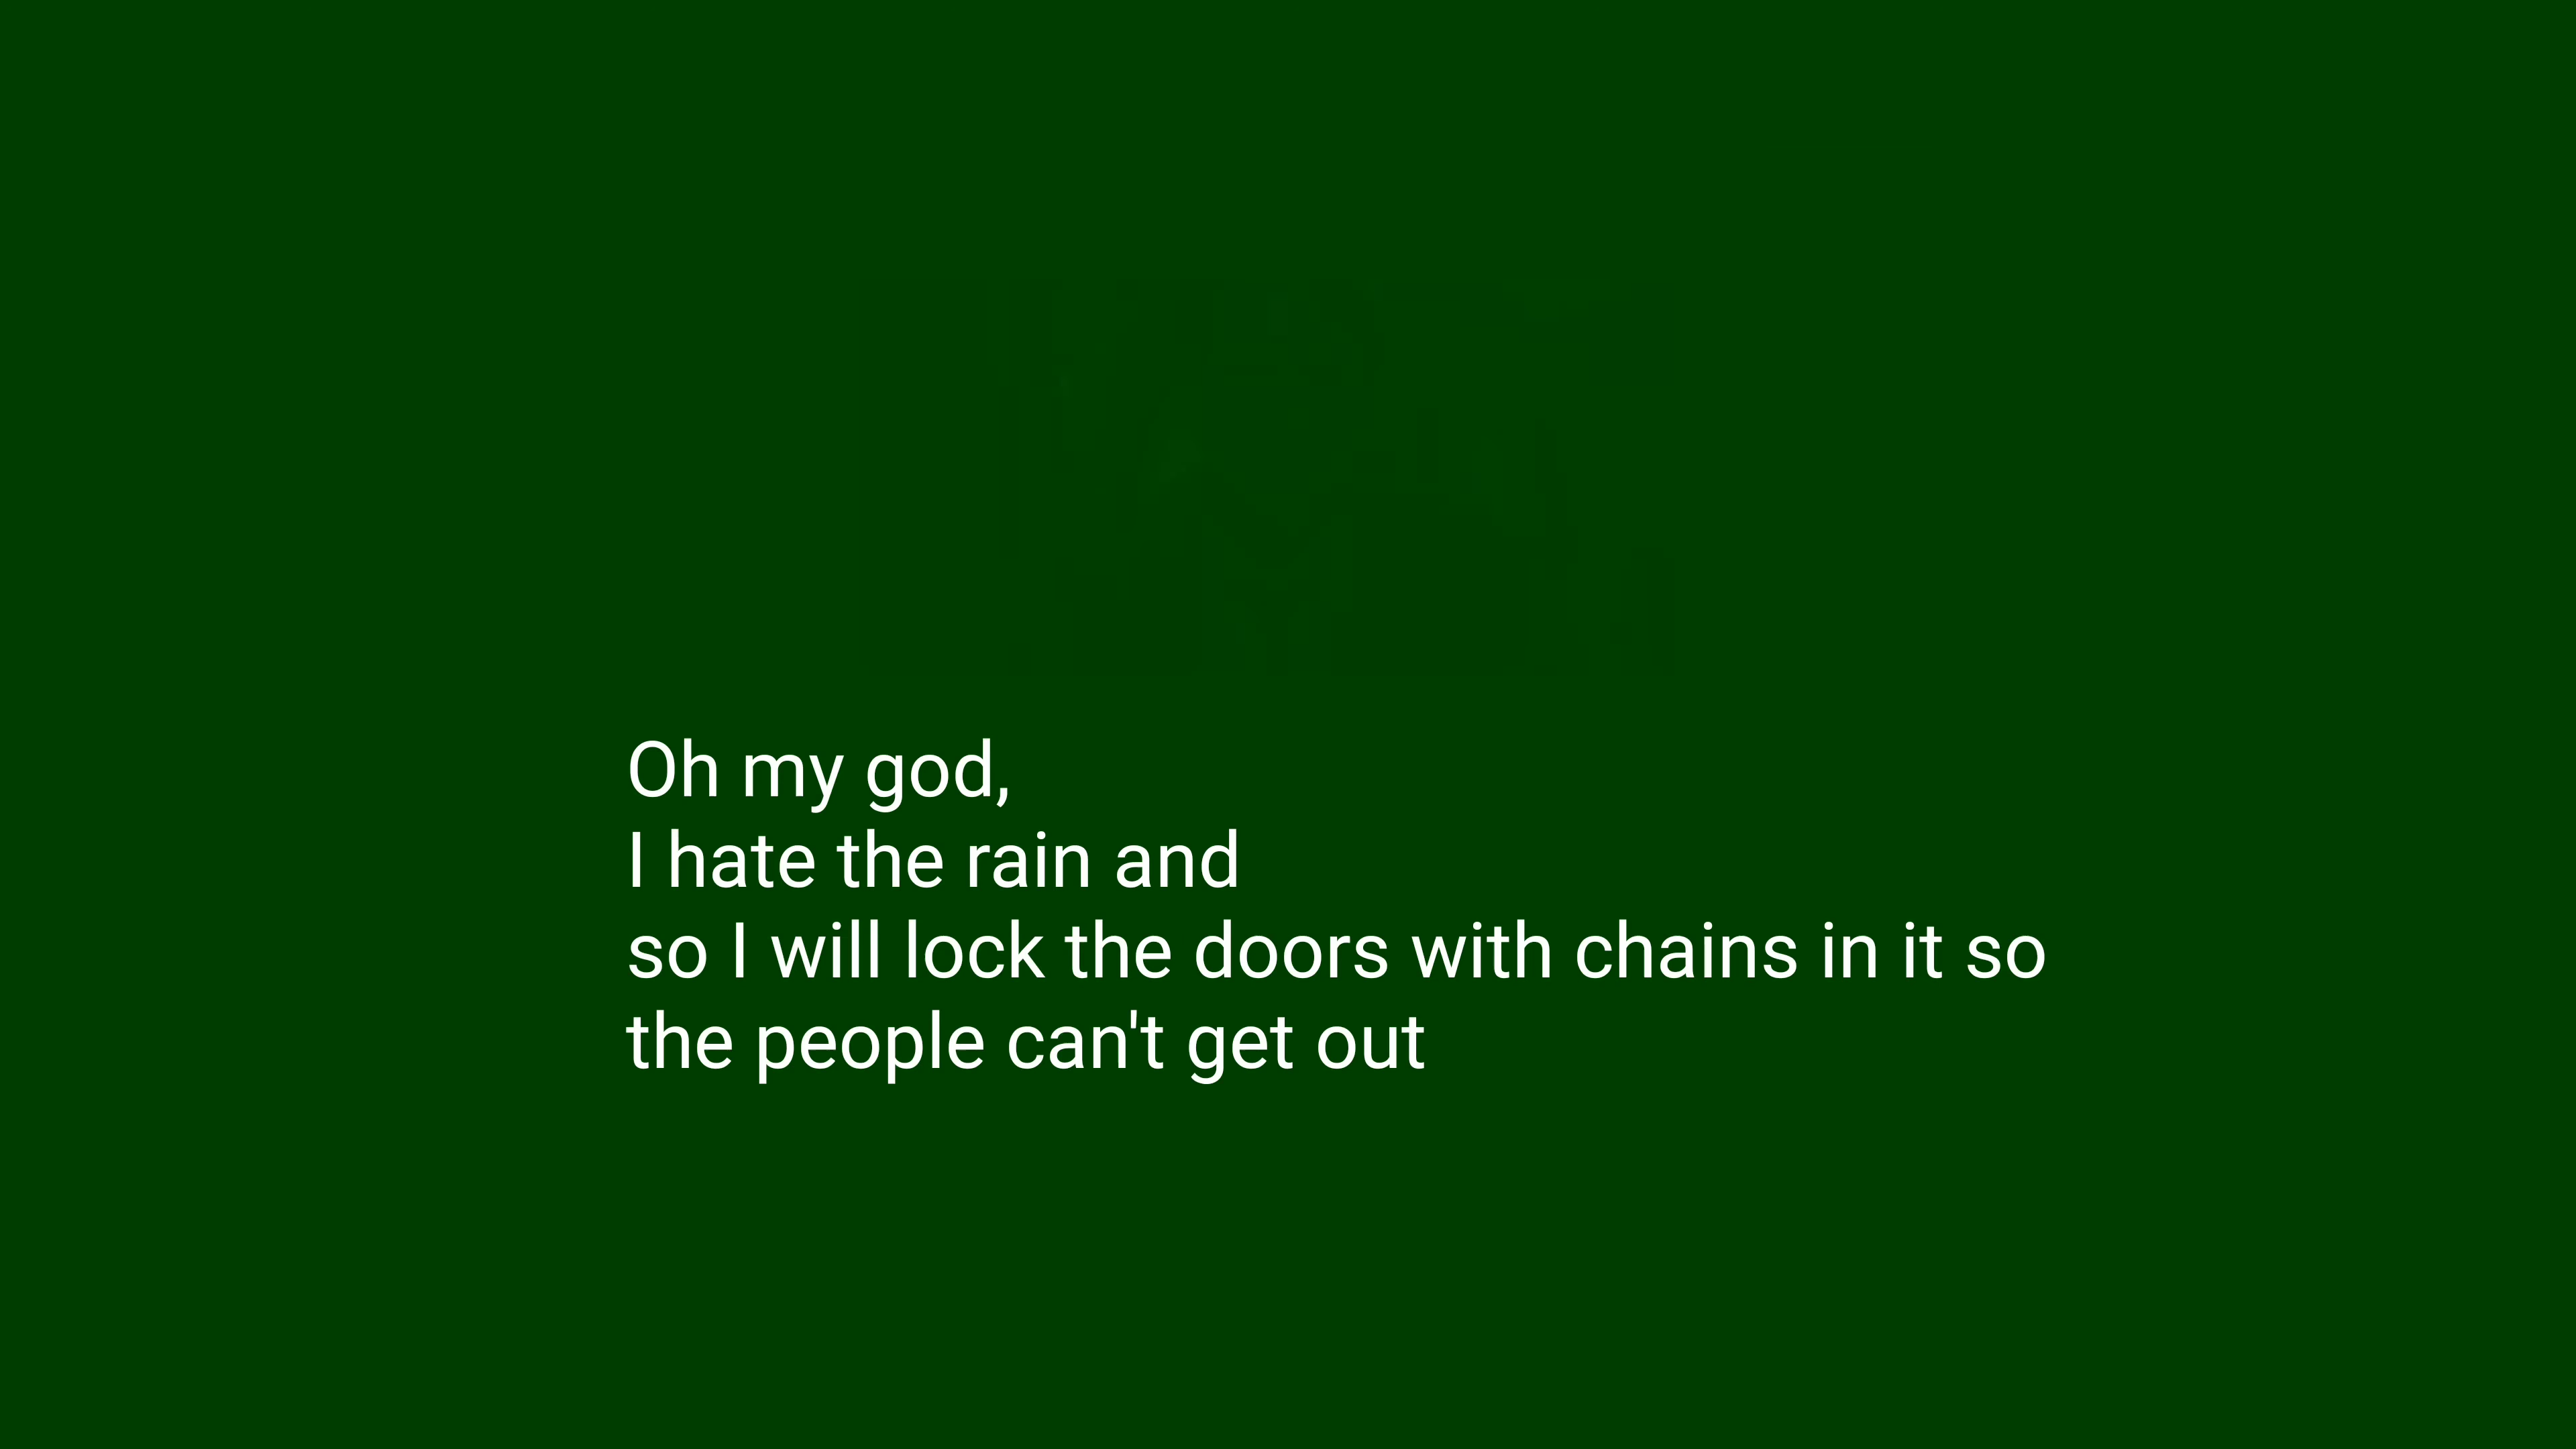 Oh my god,
I hate the rain and
so I will lock the doors with chains in it so
the people can't get out